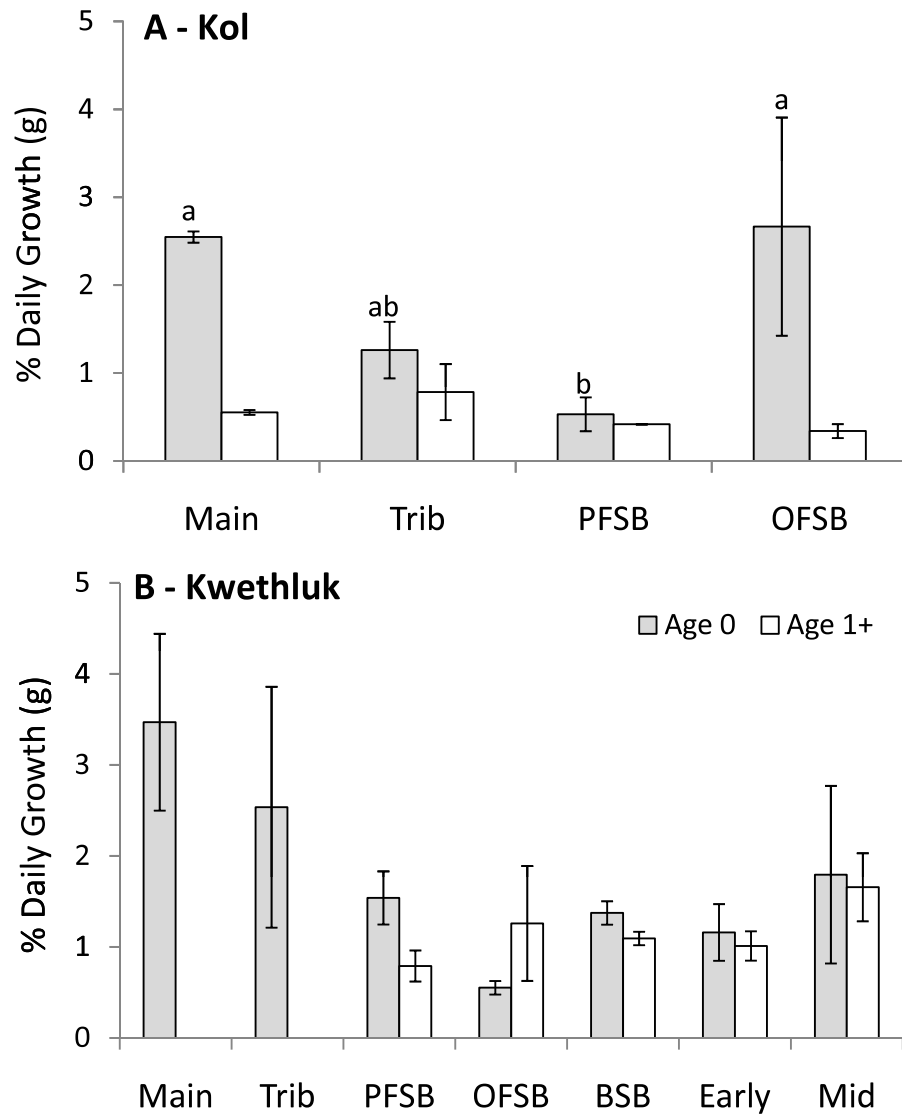 A - Kol
% Daily Growth (g)
5
4
3
2
1
0
a
ab
b
a
Main Trib PFSB OFSB
B - Kwethluk
Age 0 Age 1+
% Daily Growth (g)
5
4
3
2
1
0
Main Trib PFSB OFSB BSB Early Mid